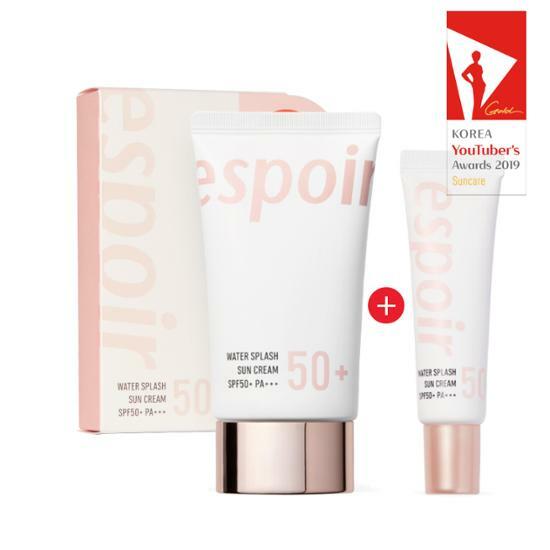 espoir
WATER SPLASH
SUN CREAM
SPF50+ PA+++
50
espoir
WATER SPLASH
SUN CREAM
SPF50+ PA+++
50+
+
espoir
WATER SPLASH
SUN CREAM
SPF50+ PA+++
50
Gold
KOREA
YouTuber's
Awards 2019
Suncare